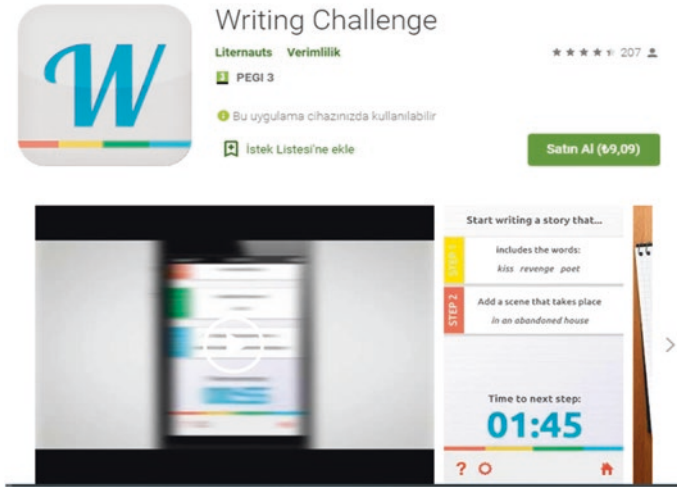 W
Writing Challenge
Liternauts Verimlilik
207
3 PEGI 3
Bu uygulama cihazınızda kullanılabilir
İstek Listesi'ne ekle
Satın Al (₺9,09)
Start writing a story that...
STEP 1
includes the words:
kiss revenge poet
STEP 2
Add a scene that takes place
in an abandoned house
Time to next step:
01:45
?